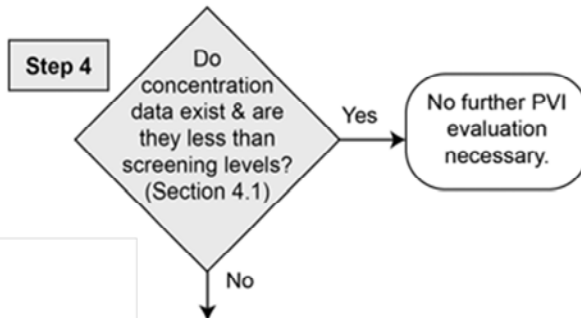 Step 4
Do
concentration
data exist & are
they less than
screening levels?
(Section 4.1)
Yes
No further PVI
evaluation
necessary.
No